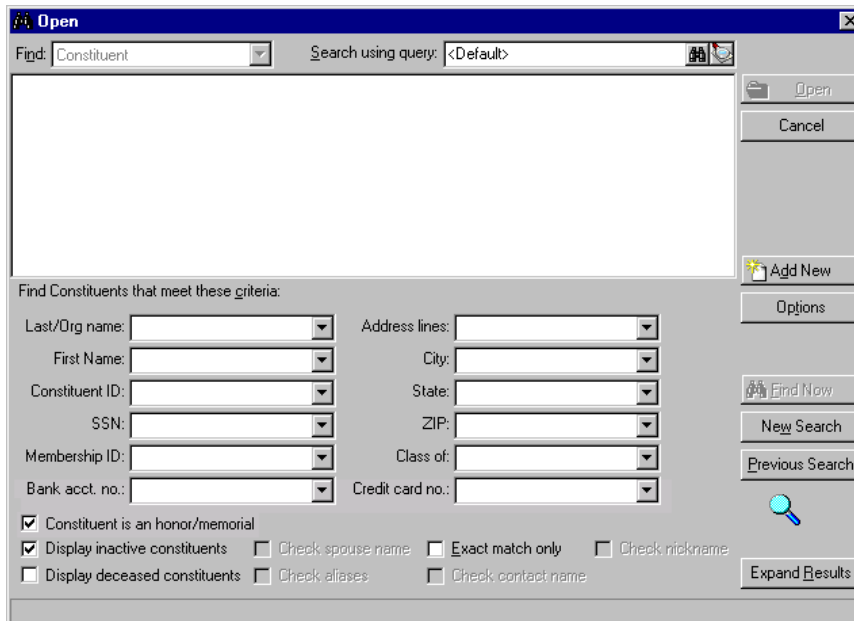 Open
Find: Constituent Search using query: <Default>
Open
Cancel
Add New
Options
Find Constituents that meet these criteria:
Last/Org name: Address lines:
First Name: City:
Constituent ID: State:
SSN: ZIP:
Membership ID: Class of:
Bank acct. no.: Credit card no.:
Find Now
New Search
Previous Search
Constituent is an honor/memorial
Display inactive constituents Check spouse name Exact match only Check nickname
Display deceased constituents Check aliases Check contact name
Expand Results